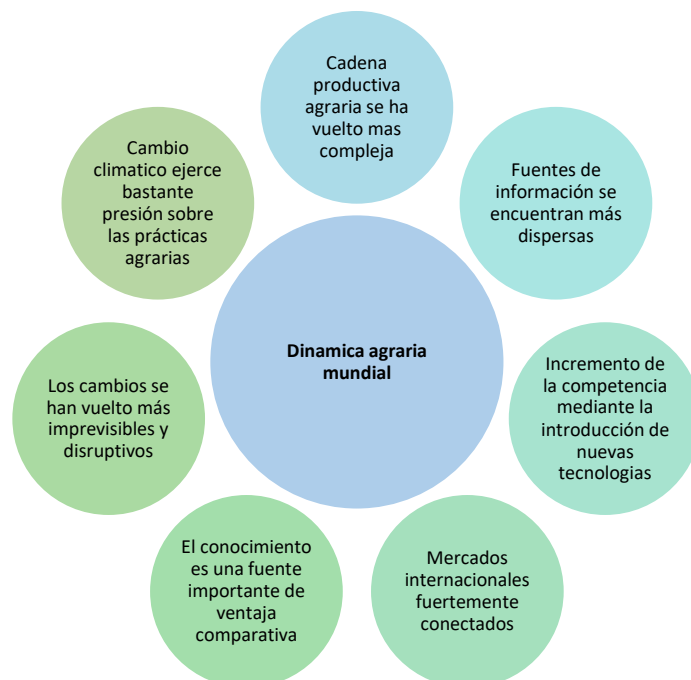 Cadena
productiva
agraria se ha
vuelto mas
compleja
Fuentes de
información se
encuentran más
dispersas
Incremento de
la competencia
mediante la
introducción de
nuevas
tecnologias
Mercados
internacionales
fuertemente
conectados
El conocimiento
es una fuente
importante de
ventaja
comparativa
Los cambios se
han vuelto más
imprevisibles y
disruptivos
Cambio
climatico ejerce
bastante
presión sobre
las prácticas
agrarias
Dinamica agraria
mundial